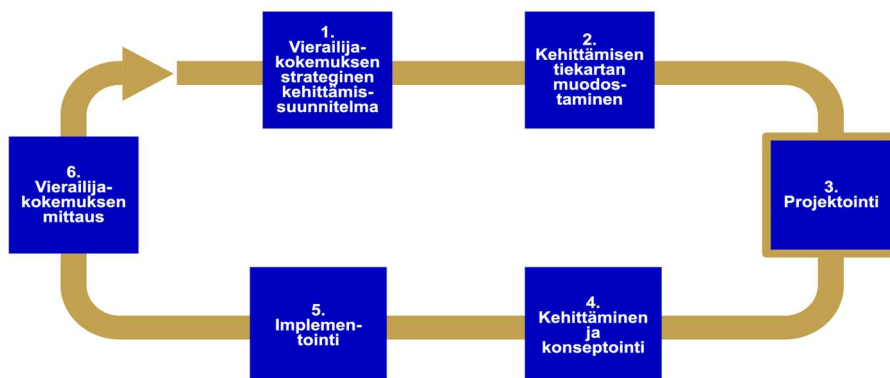 1.
Vierailija-
kokemuksen
strateginen
kehittämis-
suunnitelma
2.
Kehittämisen
tiekartan
muodos-
taminen
3.
Projektointi
4.
Kehittäminen
ja
konseptointi
5.
Implemen-
tointi
6.
Vierailija-
kokemuksen
mittaus